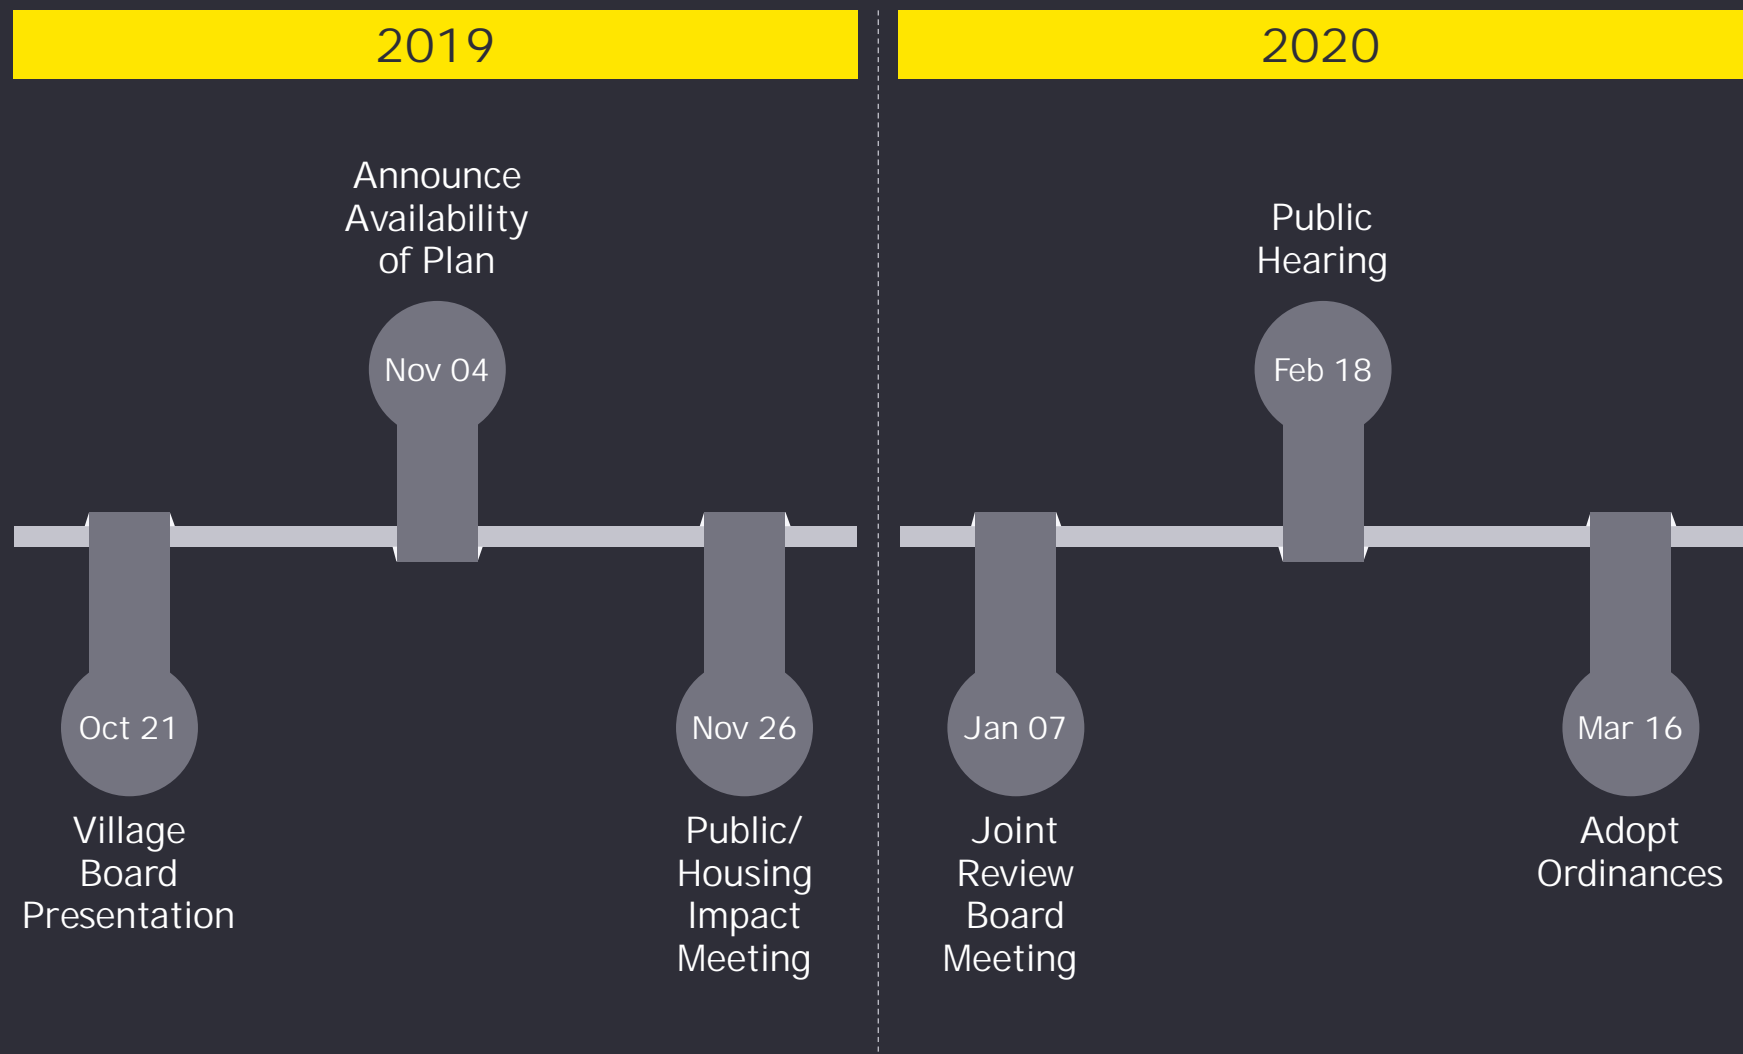 2019
Announce
Availability
of Plan
Nov 04
Oct 21
Village
Board
Presentation
Nov 26
Public/
Housing
Impact
Meeting
2020
Public
Hearing
Feb 18
Jan 07
Joint
Review
Board
Meeting
Mar 16
Adopt
Ordinances